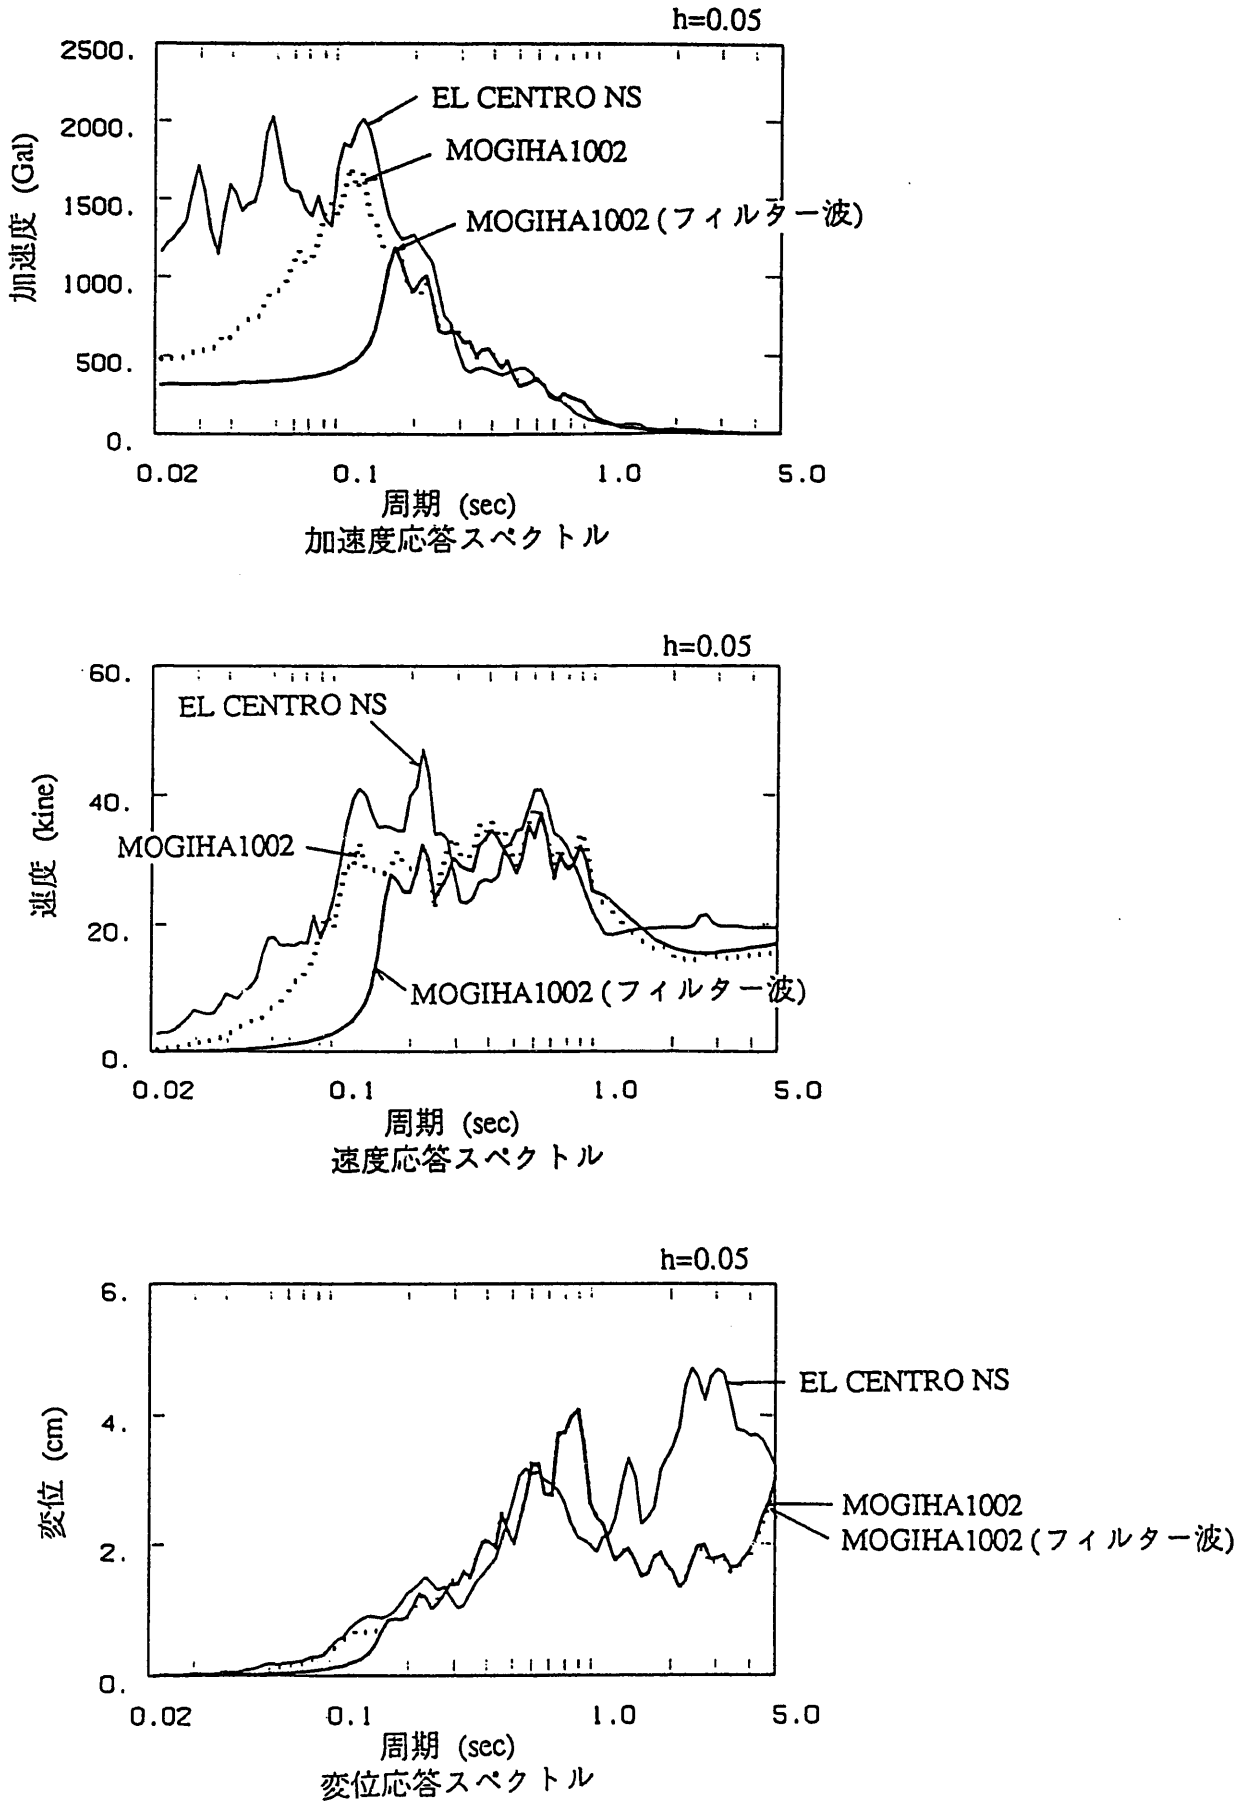 h=0.05
2500.
2000.
1500.
1000.
500.
0.
加速度 (Gal)
EL CENTRO NS
MOGIHA1002
MOGIHA1002 (フィルター波)
0.02 0.1 1.0 5.0
周期 (sec)
加速度応答スペクトル
h=0.05
60.
40.
20.
0.
速度 (kine)
EL CENTRO NS
MOGIHA1002
MOGIHA1002 (フィルター波)
0.02 0.1 1.0 5.0
周期 (sec)
速度応答スペクトル
h=0.05
6.
4.
2.
0.
変位 (cm)
EL CENTRO NS
MOGIHA1002
MOGIHA1002 (フィルター波)
0.02 0.1 1.0 5.0
周期 (sec)
変位応答スペクトル